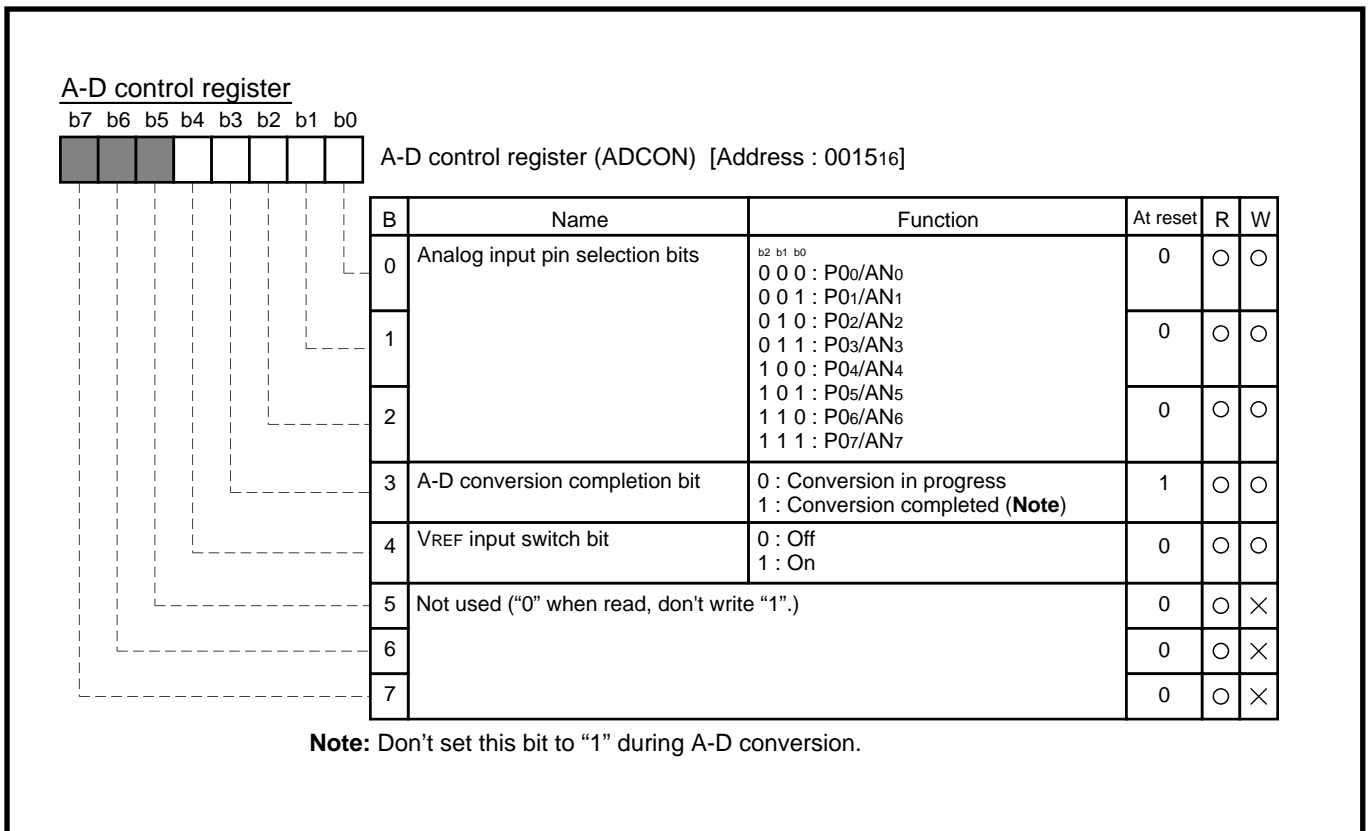 A-D control register
b7 b6 b5 b4 b3 b2 b1 b0
A-D control register (ADCON) [Address : 001516]
B Name Function At reset R W
0 Analog input pin selection bits b2 b1 b0 0 ○ ○
0 0 0 : P00/AN0
0 0 1 : P01/AN1
0 1 0 : P02/AN2
1 0 ○ ○
0 1 1 : P03/AN3
1 0 0 : P04/AN4
1 0 1 : P05/AN5
2 0 ○ ○
1 1 0 : P06/AN6
1 1 1 : P07/AN7
3 A-D conversion completion bit 0 : Conversion in progress 1 ○ ○
1 : Conversion completed (Note)
4 VREF input switch bit 0 : Off 0 ○ ○
1 : On
5 Not used (“0” when read, don't write “1”.) 0 ○ ×
6 0 ○ ×
7 0 ○ ×
Note: Don’t set this bit to “1” during A-D conversion.